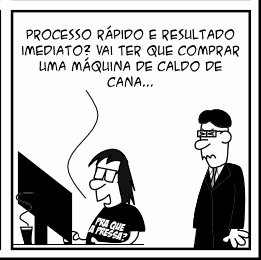 PROCESSO RÁPIDO E RESULTADO
IMEDIATO? VAI TER QUE COMPRAR
UMA MÁQUINA DE CALDO DE
CANA...
PRA QUE
A PRESSA?